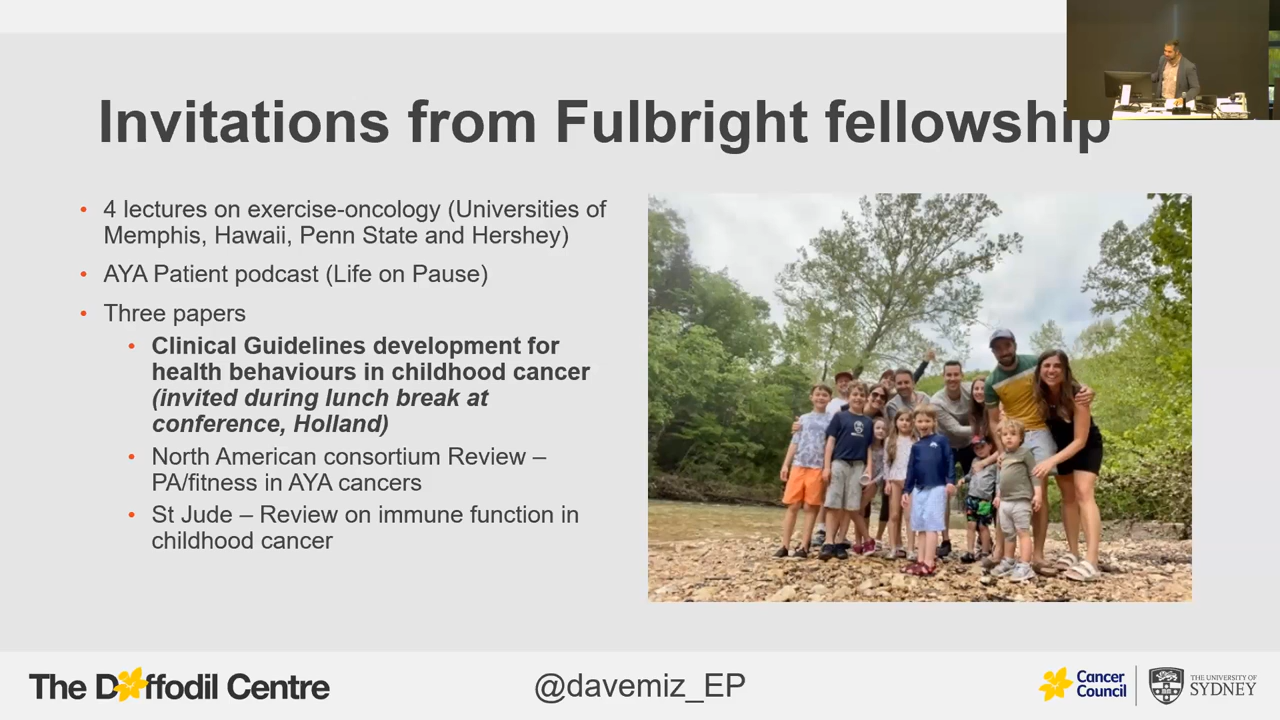 Invitations from Fulbright fellowship
• 4 lectures on exercise-oncology (Universities of
Memphis, Hawaii, Penn State and Hershey)
• AYA Patient podcast (Life on Pause)
• Three papers
• Clinical Guidelines development for
health behaviours in childhood cancer
(invited during lunch break at
conference, Holland)
• North American consortium Review –
PA/fitness in AYA cancers
• St Jude – Review on immune function in
childhood cancer
The Daffodil Centre
@davemiz_EP
Cancer
Council
THE UNIVERSITY OF
SYDNEY